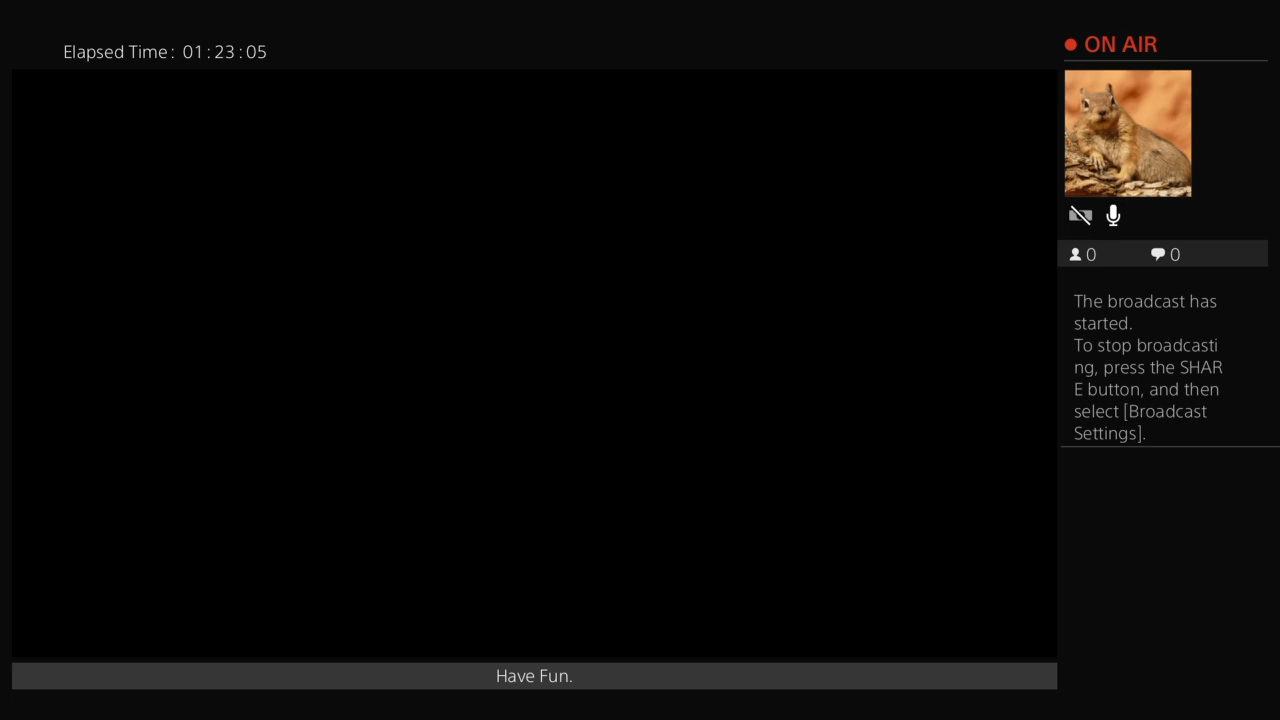 Elapsed Time: 01:23:05
ON AIR
0 0
The broadcast has
started.
To stop broadcasti
ng, press the SHAR
E button, and then
select [Broadcast
Settings].
Have Fun.